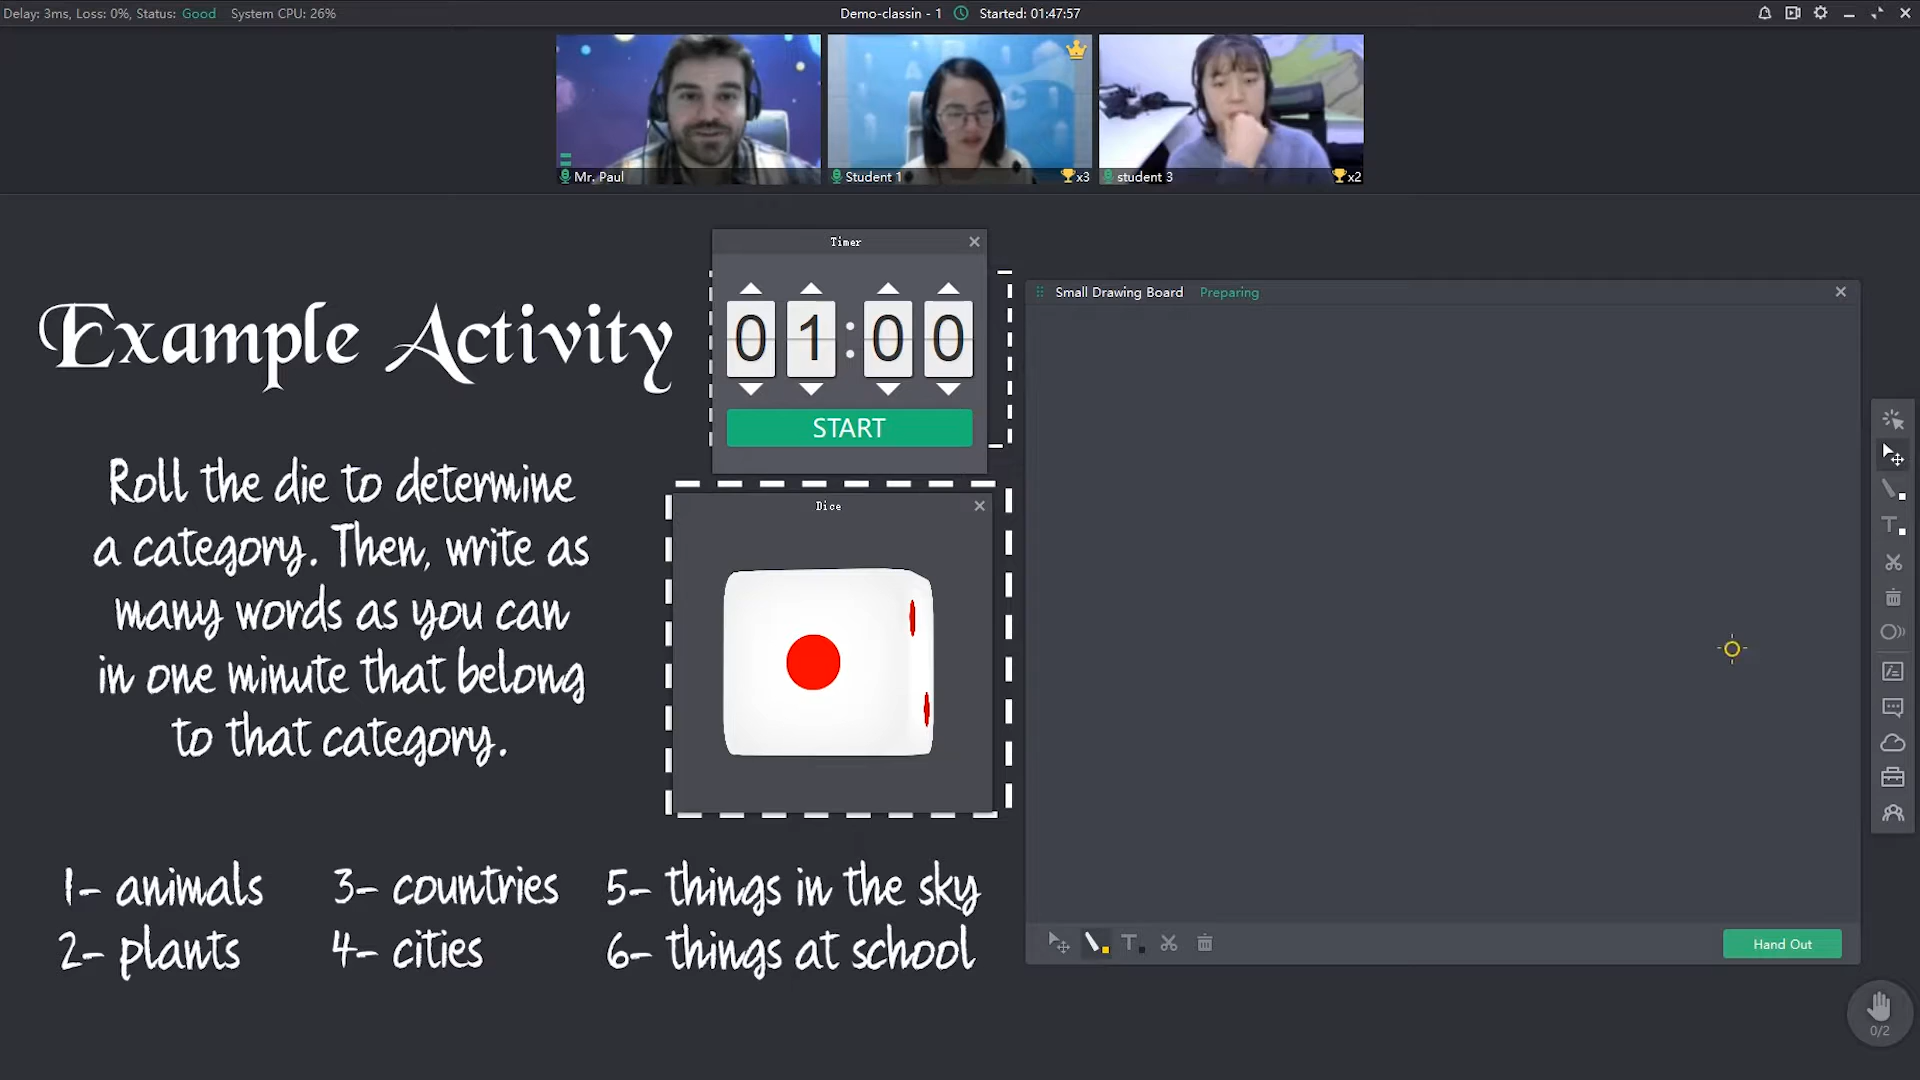 Delay: 3ms, Loss: 0%, Status: Good System CPU: 26%
Demo-classin - 1 Started: 01:47:57
Mr. Paul
Student 1
x3
student 3
x2
Timer
01:00
START
Small Drawing Board Preparing
Example Activity
Roll the die to determine
a category. Then, write as
many words as you can
in one minute that belong
to that category.
Dice
1- animals
2- plants
3- countries
4- cities
5- things in the sky
6- things at school
T
T
Hand Out
0/2